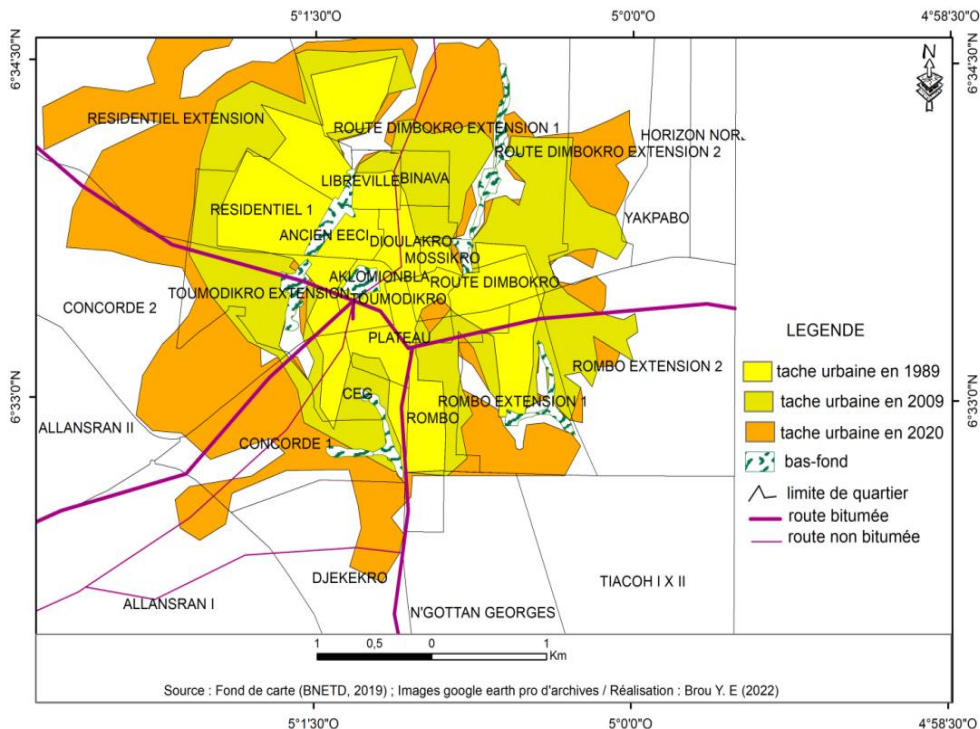 5°1'30"O 5°0'0"O 4°58'30"O
6°34'30"N 6°34'30"N
N
RESIDENTIEL EXTENSION
ROUTE DIMBOKRO EXTENSION 1
HORIZON NOR
ROUTE DIMBOKRO EXTENSION 2
LIBREVILLE BINAVA
RESIDENTIEL 1
YAKPABO
ANCIEN EECI
DIOULAKRO
MOSSIKRO
AKLOMIONBLA
ROUTE DIMBOKRO
TOUMODIKRO EXTENSION
TOUMODIKRO
CONCORDE 2
PLATEAU
LEGENDE
ROMBO EXTENSION 2
tache urbaine en 1989
6°33'0"N 6°33'0"N
CEG
ROMBO EXTENSION 1
tache urbaine en 2009
ROMBO
ALLANSRAN II
tache urbaine en 2020
CONCORDE 1
bas-fond
limite de quartier
route bitumée
route non bitumée
DJEKEKRO
TIACOH I X II
ALLANSRAN I
N'GOTTAN GEORGES
1 0,5 0 1
Km
Source : Fond de carte (BNETD, 2019) ; Images google earth pro d'archives / Réalisation : Brou Y. E (2022)
5°1'30"O 5°0'0"O 4°58'30"O